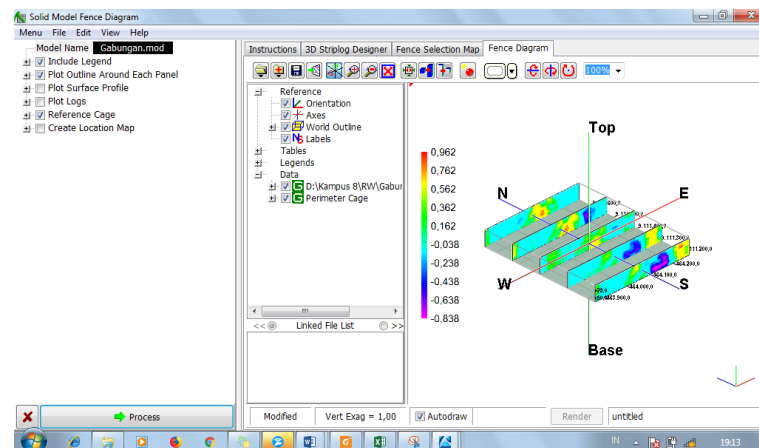 Solid Model Fence Diagram
Menu File Edit View Help
Model Name Gabungan.mod
Include Legend
Plot Outline Around Each Panel
Plot Surface Profile
Plot Logs
Reference Cage
Create Location Map
Process
Instructions 3D Striplog Designer Fence Selection Map Fence Diagram
100%
Reference
Orientation
Axes
World Outline
Labels
Tables
Legends
Data
D:\Kampus 8\RW\Gabur
Perimeter Cage
<< Linked File List >>
0,962
0,762
0,562
0,362
0,162
-0,038
-0,238
-0,438
-0,638
-0,838
Top
N
E
W
S
Base
Modified Vert Exag = 1,00 Autodraw Render untitled
IN 19:13